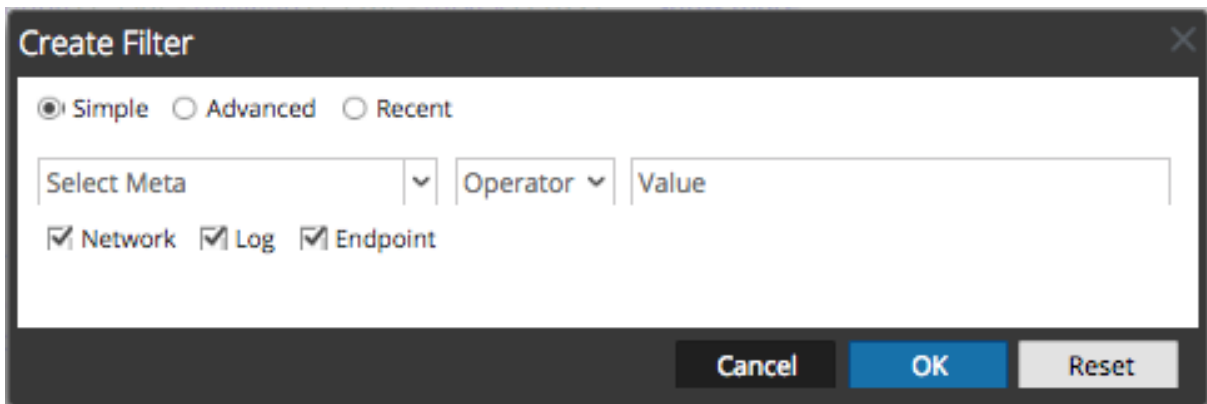 Create Filter
Simple Advanced Recent
Select Meta Operator Value
Network Log Endpoint
Cancel OK Reset